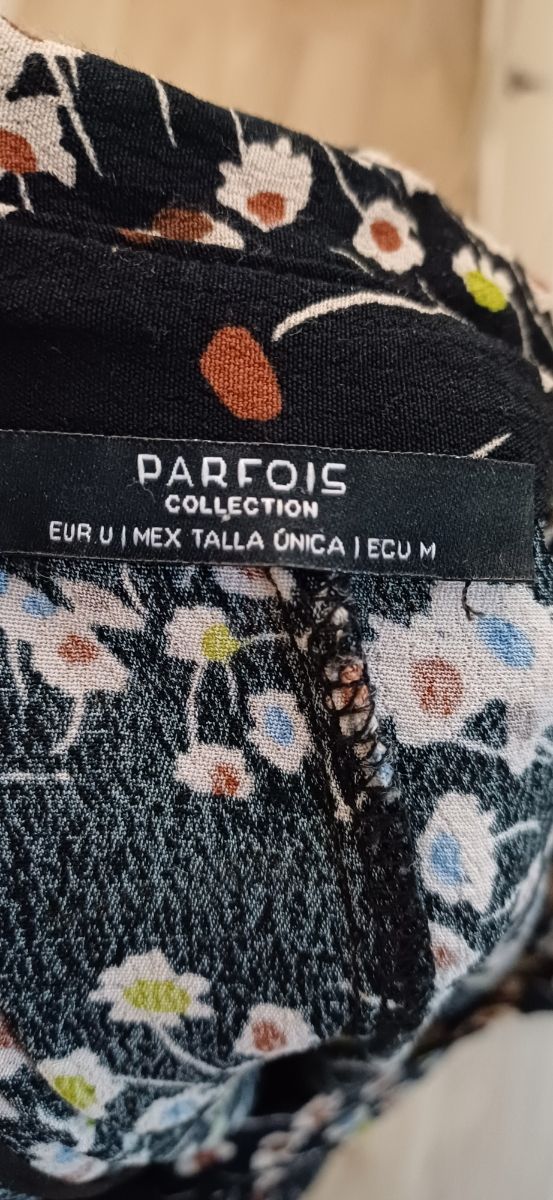 PARFOIS
COLLECTION
EUR U | MEX TALLA ÚNICA | ECU M